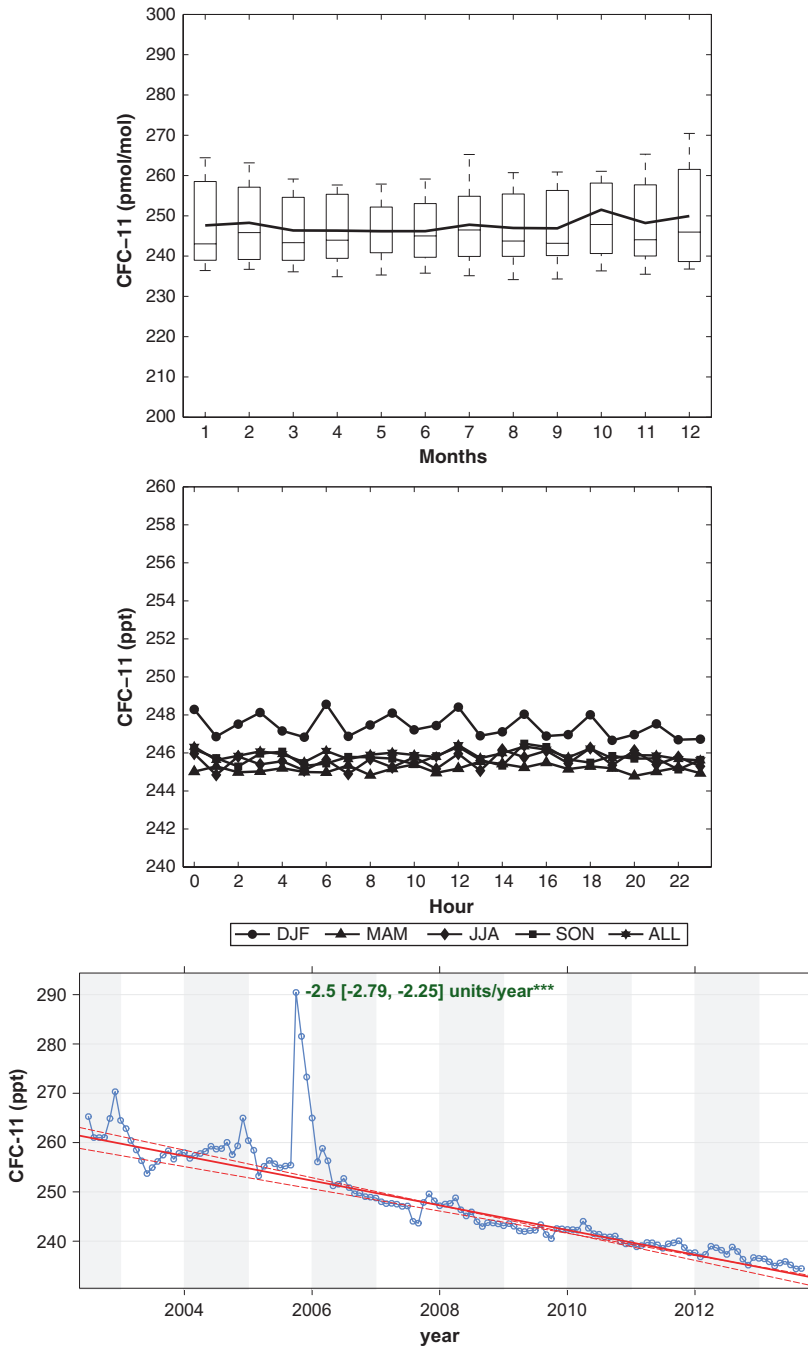 300
290
280
270
260
250
240
230
220
210
200
CFC−11 (pmol/mol)
1 2 3 4 5 6 7 8 9 10 11 12
Months
260
258
256
254
252
250
248
246
244
242
240
CFC−11 (ppt)
0 2 4 6 8 10 12 14 16 18 20 22
Hour
DJF MAM JJA SON ALL
-2.5 [-2.79, -2.25] units/year***
290
280
270
260
250
240
CFC-11 (ppt)
2004 2006 2008 2010 2012
year